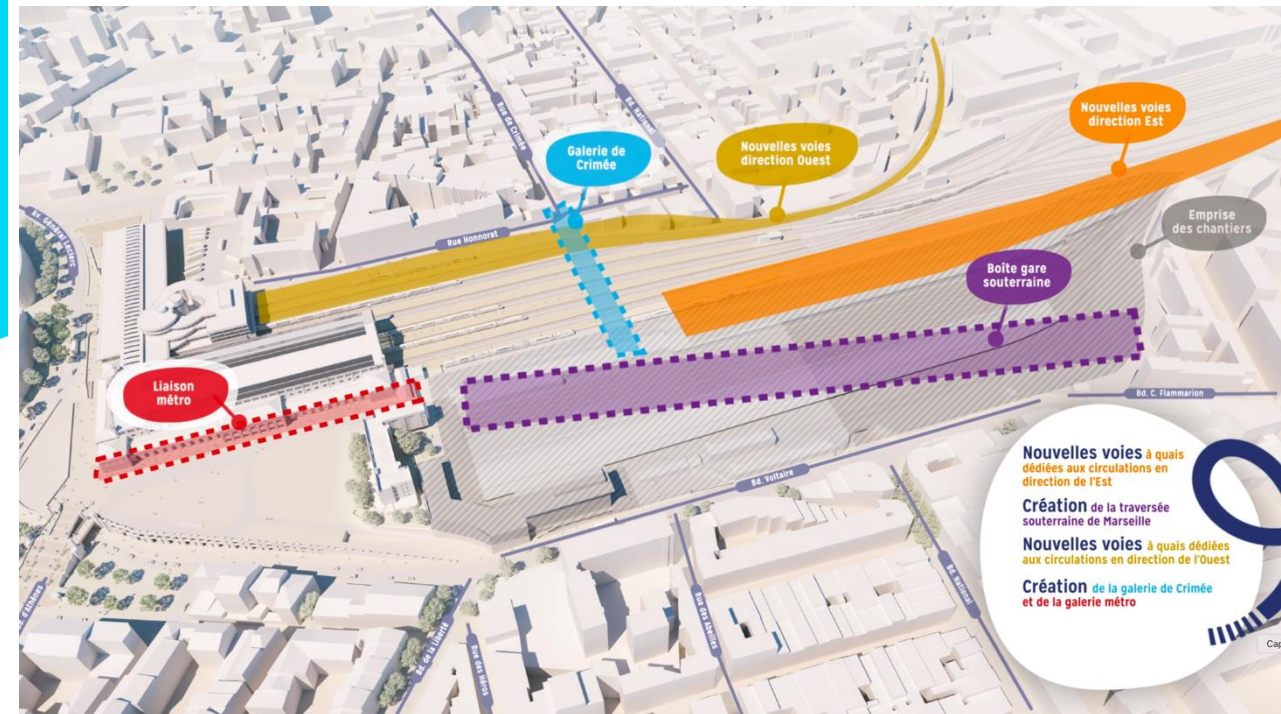 Nouvelles voies
direction Est
Rue de Crimée
Bd. National
Galerie de
Crimée
Nouvelles voies
direction Ouest
Av. Général Leclerc
Rue Honnorat
Emprise
des chantiers
Boîte gare
souterraine
Liaison
métro
Bd. C. Flammarion
Bd. Voltaire
Nouvelles voies à quais
dédiées aux circulations en
direction de l'Est
Création de la traversée
souterraine de Marseille
Nouvelles voies à quais dédiées
aux circulations en direction de l'Ouest
Création de la galerie de Crimée
et de la galerie métro
Bd. d'Athènes
Bd. de la Liberté
Rue des Héros
Rue des Abeilles
Bd. National
Cap